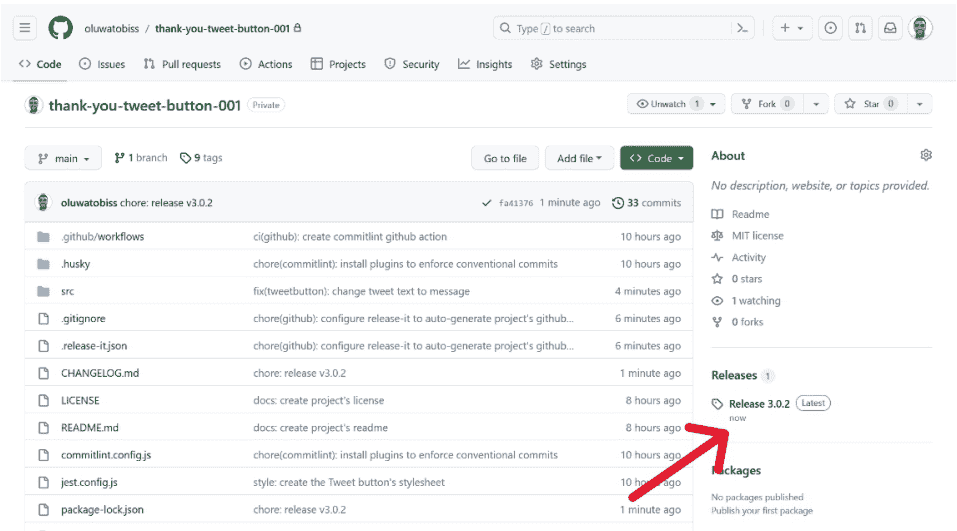 oluwatobiss / thank-you-tweet-button-001
Type / to search
Code Issues Pull requests Actions Projects Security Insights Settings
thank-you-tweet-button-001 Private
Unwatch 1 Fork 0 Star 0
main 1 branch 9 tags Go to file Add file Code
oluwatobiss chore: release v3.0.2 fa41376 1 minute ago 33 commits
.github/workflows ci(github): create commitlint github action 10 hours ago
.husky chore(commitlint): install plugins to enforce conventional commits 10 hours ago
src fix(tweetbutton): change tweet text to message 4 minutes ago
.gitignore chore(github): configure release-it to auto-generate project's github... 6 minutes ago
.release-it.json chore(github): configure release-it to auto-generate project's github... 6 minutes ago
CHANGELOG.md chore: release v3.0.2 1 minute ago
LICENSE docs: create project's license 8 hours ago
README.md docs: create project's readme 8 hours ago
commitlint.config.js chore(commitlint): install plugins to enforce conventional commits 10 hours ago
jest.config.js style: create the Tweet button's stylesheet 10 hours ago
package-lock.json chore: release v3.0.2 1 minute ago
About
No description, website, or topics provided.
Readme
MIT license
Activity
0 stars
1 watching
0 forks
Releases 1
Release 3.0.2 Latest
now
Packages
No packages published
Publish your first package